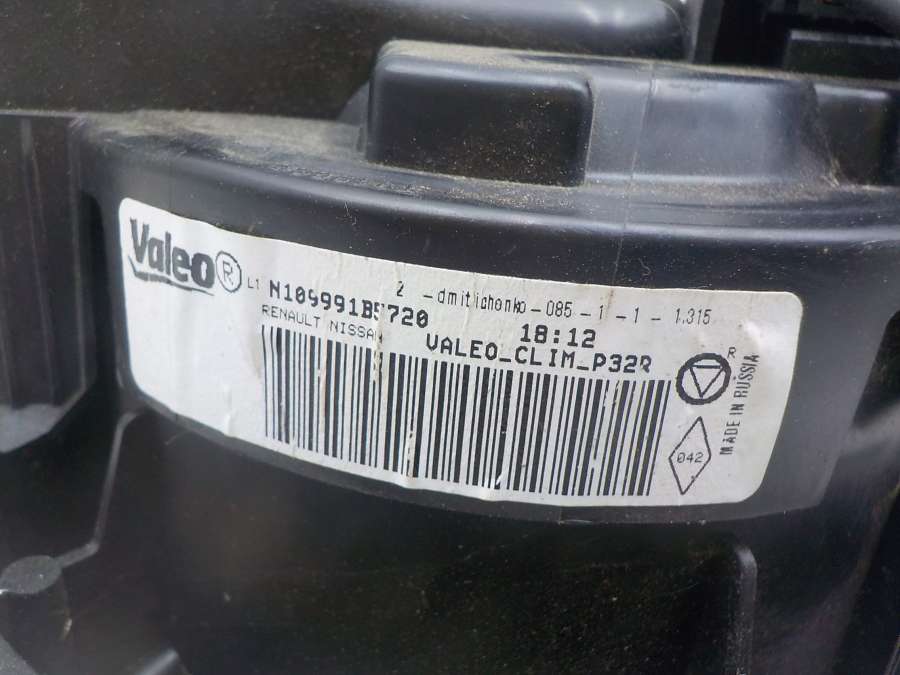 Valeo ®
2 -dmitichenko-085-1-1-1.315
L1 N109991B5720 18:12
RENAULT NISSAN VALEO_CLIM_P32R
R
MADE IN RUSSIA
042